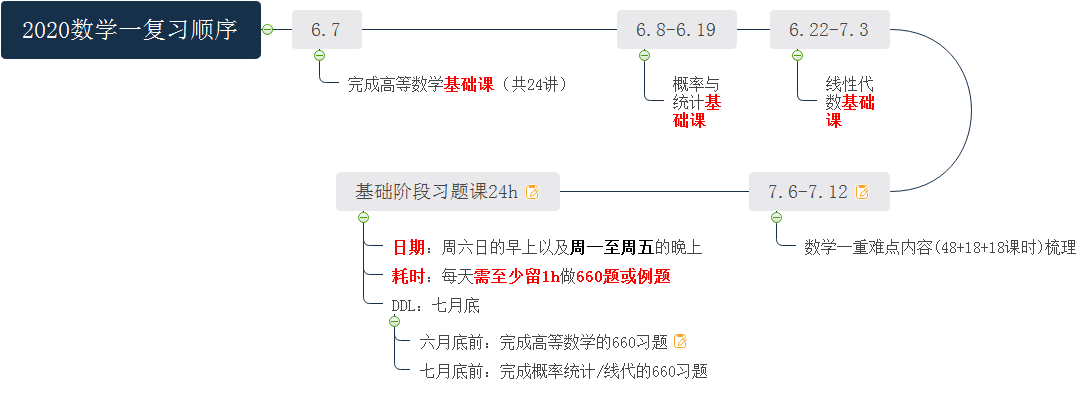 2020数学一复习顺序
6.7
完成高等数学基础课（共24讲）
6.8-6.19
概率与
统计基
础课
6.22-7.3
线性代
数基础
课
7.6-7.12
数学一重难点内容(48+18+18课时)梳理
基础阶段习题课24h
日期：周六日的早上以及周一至周五的晚上
耗时：每天需至少留1h做660题或例题
DDL：七月底
六月底前：完成高等数学的660习题
七月底前：完成概率统计/线代的660习题